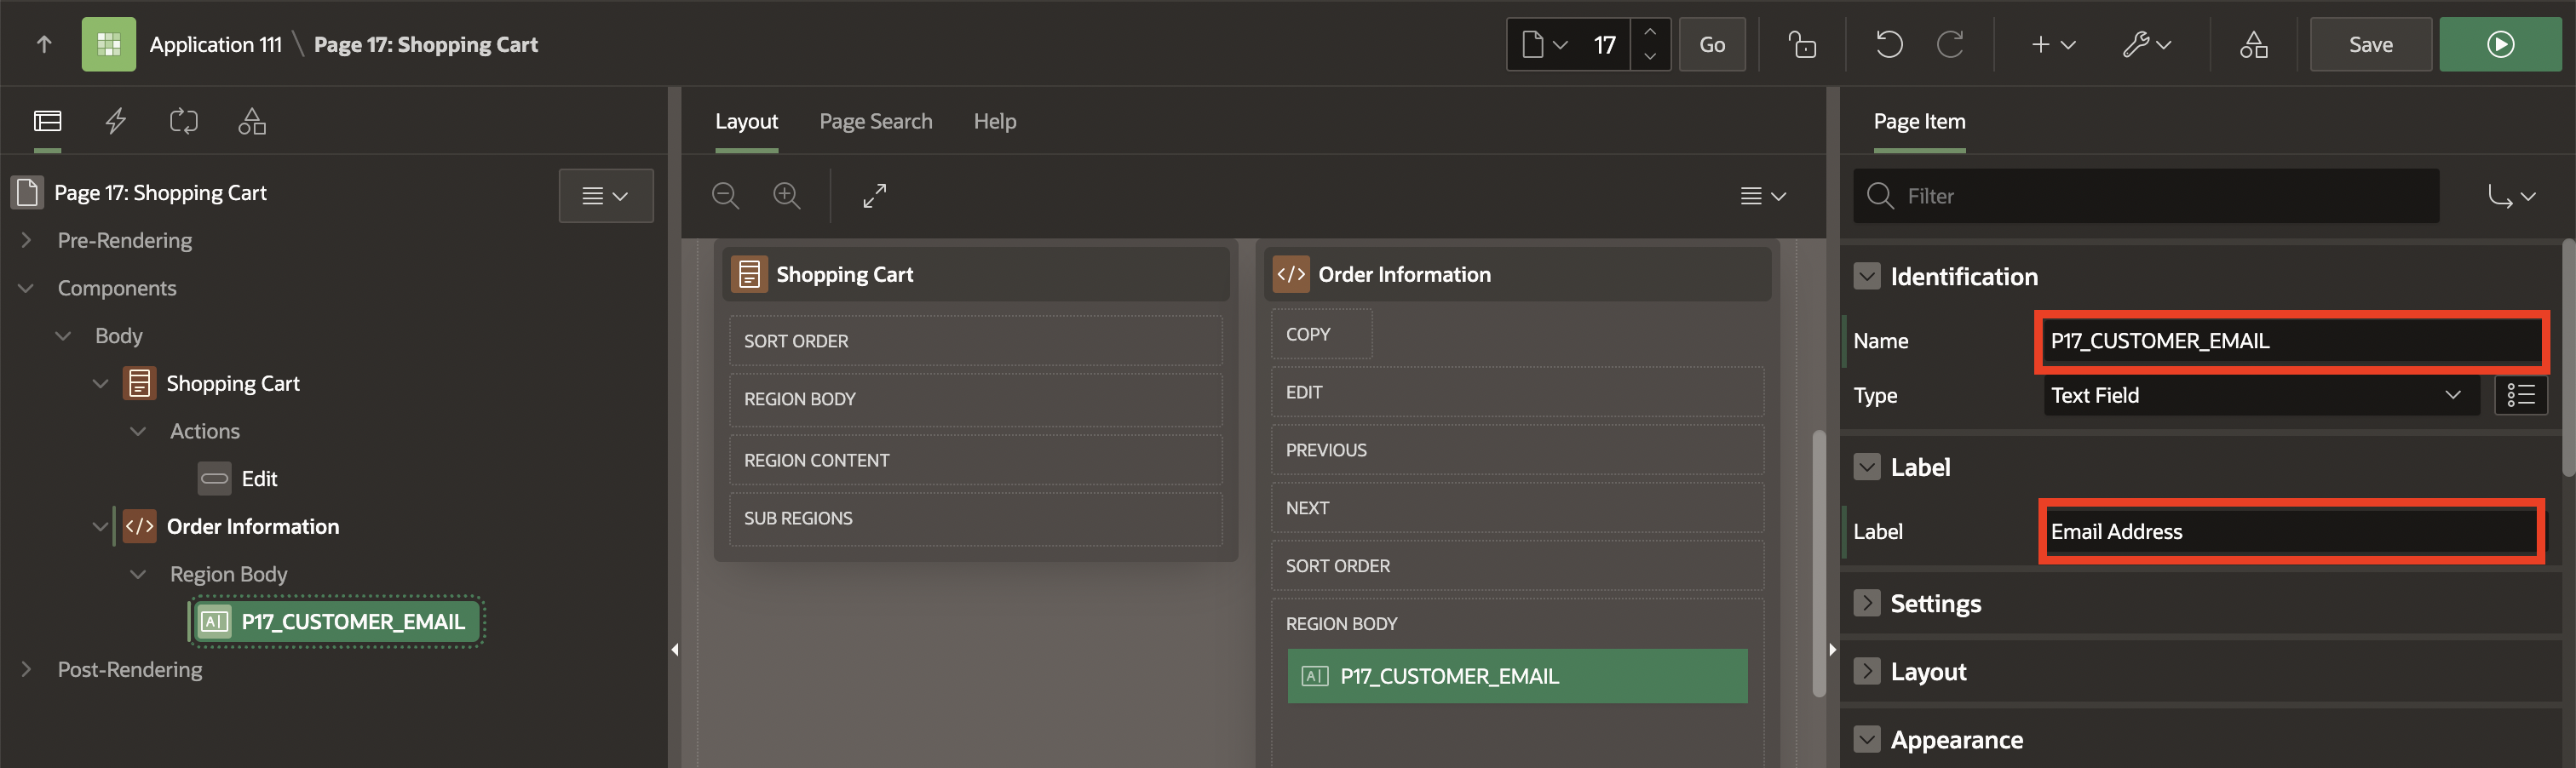 Application 111 \ Page 17: Shopping Cart
17
Go
Save
Page 17: Shopping Cart
Pre-Rendering
Components
Body
Shopping Cart
Actions
Edit
Order Information
Region Body
P17_CUSTOMER_EMAIL
Post-Rendering
Layout
Page Search
Help
Shopping Cart
SORT ORDER
REGION BODY
REGION CONTENT
SUB REGIONS
Order Information
COPY
EDIT
PREVIOUS
NEXT
SORT ORDER
REGION BODY
P17_CUSTOMER_EMAIL
Page Item
Filter
Identification
Name P17_CUSTOMER_EMAIL
Type Text Field
Label
Label Email Address
Settings
Layout
Appearance